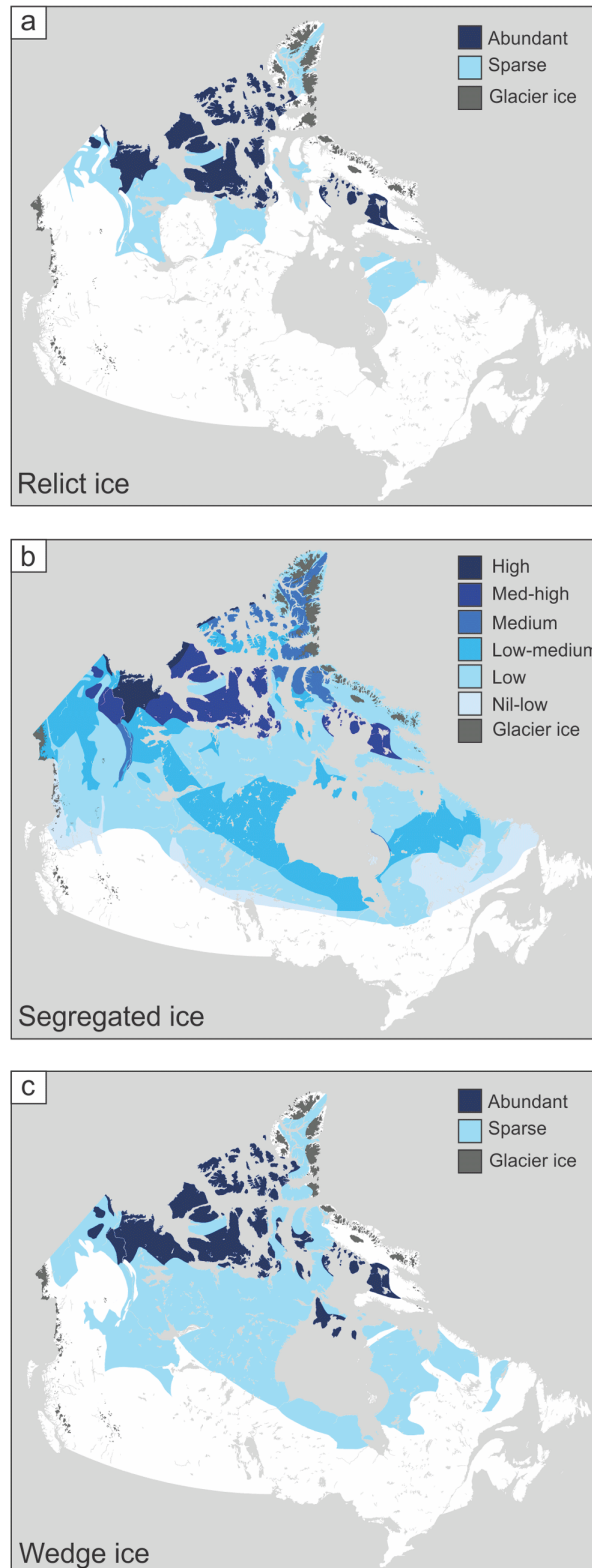 a
Abundant
Sparse
Glacier ice
Relict ice
b
High
Med-high
Medium
Low-medium
Low
Nil-low
Glacier ice
Segregated ice
c
Abundant
Sparse
Glacier ice
Wedge ice